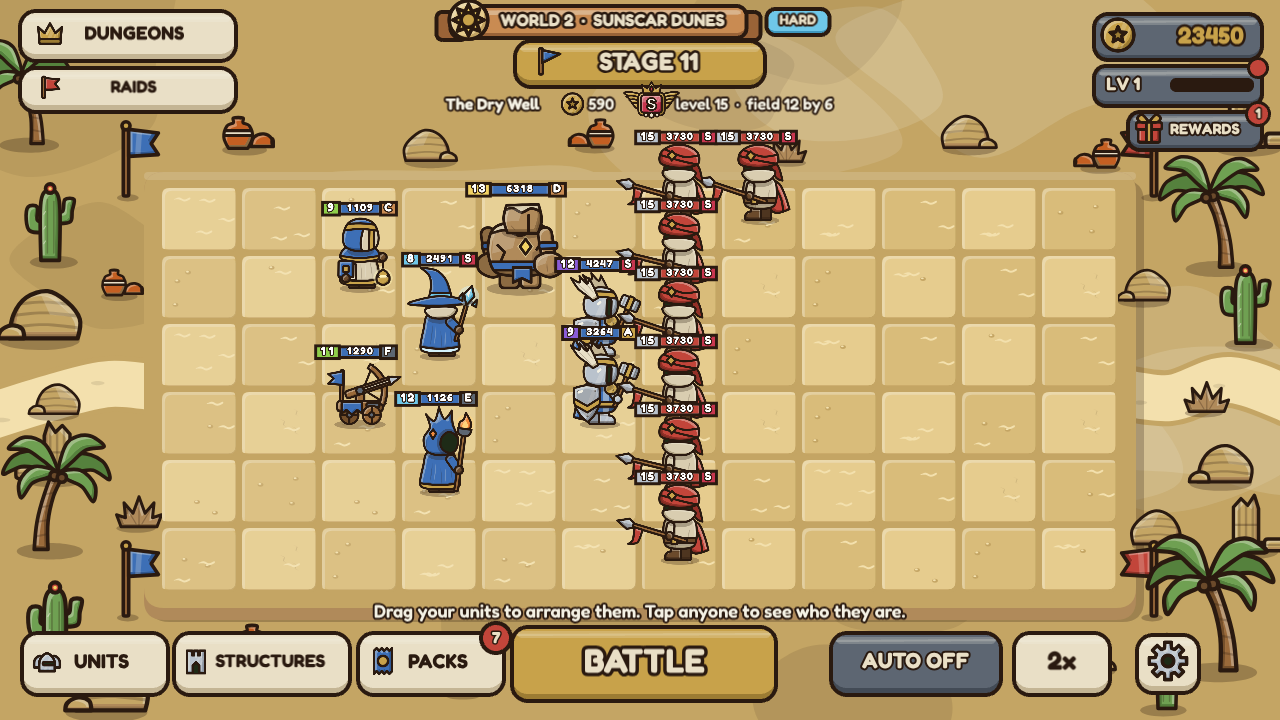 DUNGEONS
RAIDS
WORLD 2 • SUNSCAR DUNES
HARD
STAGE 11
The Dry Well 590 S level 15 • field 12 by 6
23450
LV 1
1
REWARDS
15 3730 S 15 3730 S
13 6318 D
9 1109 C
15 3730 S
8 2491 S
12 4247 S
15 3730 S
9 3264 A
15 3730 S
11 1290 F
12 1126 E
15 3730 S
15 3730 S
Drag your units to arrange them. Tap anyone to see who they are.
UNITS
STRUCTURES
PACKS
7
BATTLE
AUTO OFF
2x